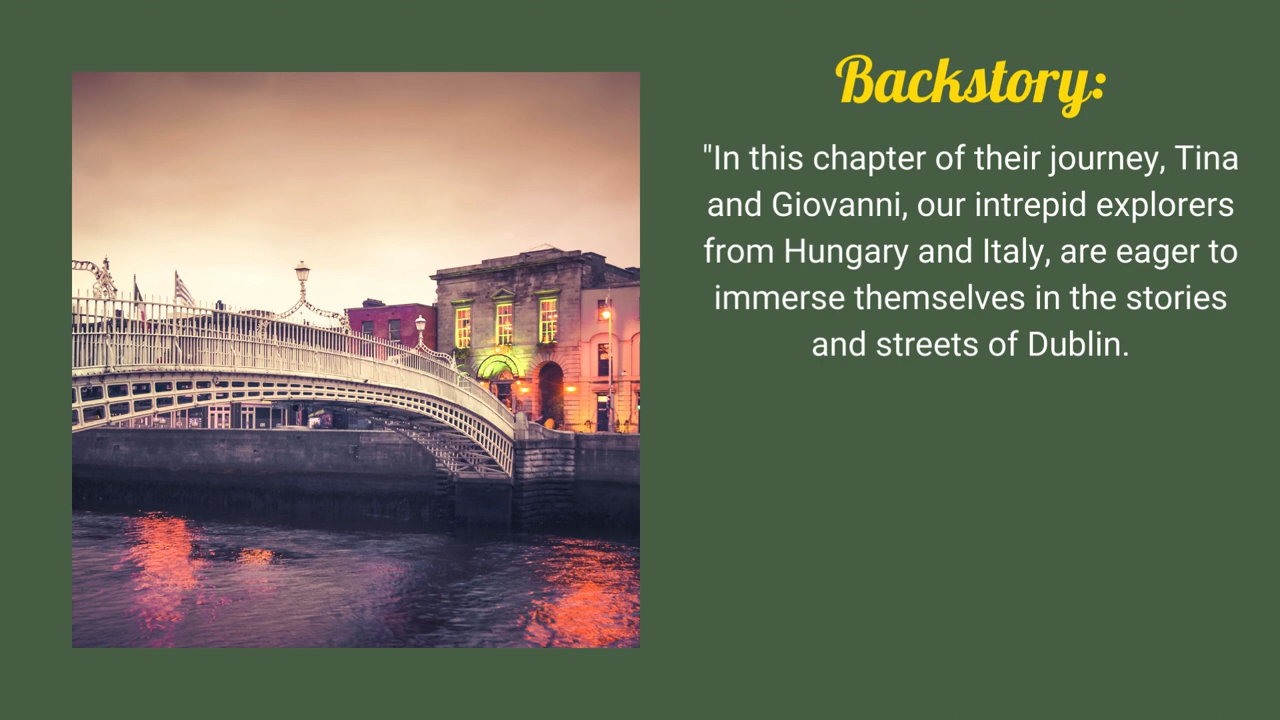 Backstory:
"In this chapter of their journey, Tina
and Giovanni, our intrepid explorers
from Hungary and Italy, are eager to
immerse themselves in the stories
and streets of Dublin.